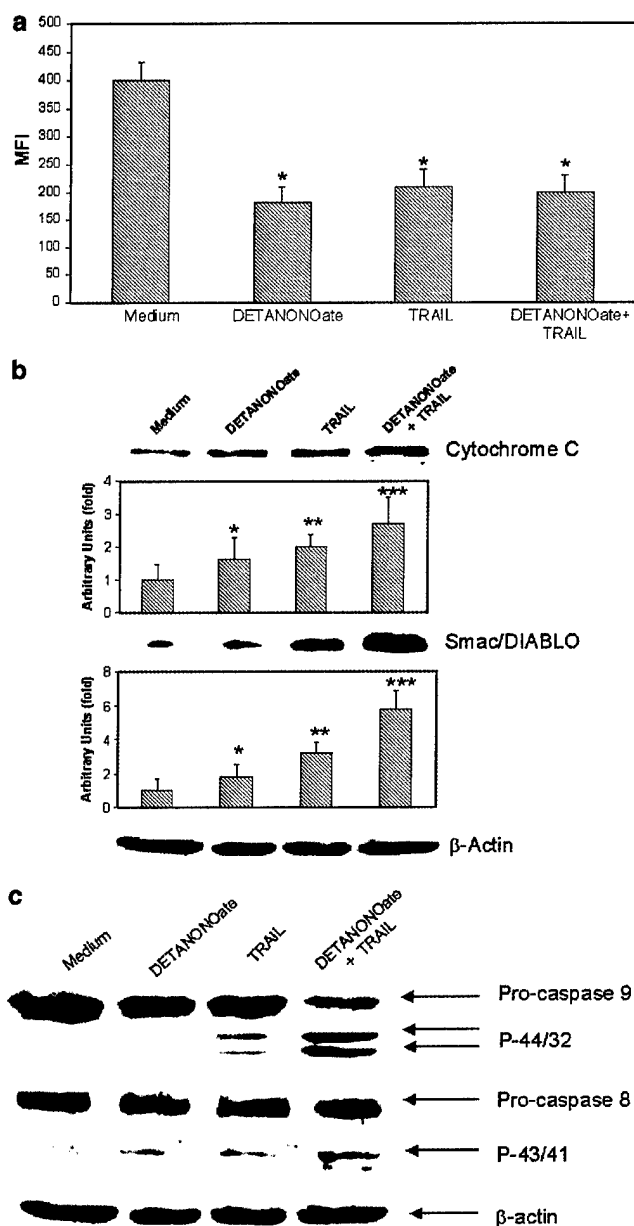 a
MFI
500
450
400
350
300
250
200
150
100
50
0
*
*
*
Medium
DETANONOate
TRAIL
DETANONOate+
TRAIL
b
Medium
DETANONOate
TRAIL
DETANONOate
+ TRAIL
Cytochrome C
Arbitrary Units (fold)
4
3
2
1
0
*
**
***
Smac/DIABLO
Arbitrary Units (fold)
8
6
4
2
0
*
**
***
β-Actin
c
Medium
DETANONOate
TRAIL
DETANONOate
+ TRAIL
Pro-caspase 9
P-44/32
Pro-caspase 8
P-43/41
β-actin